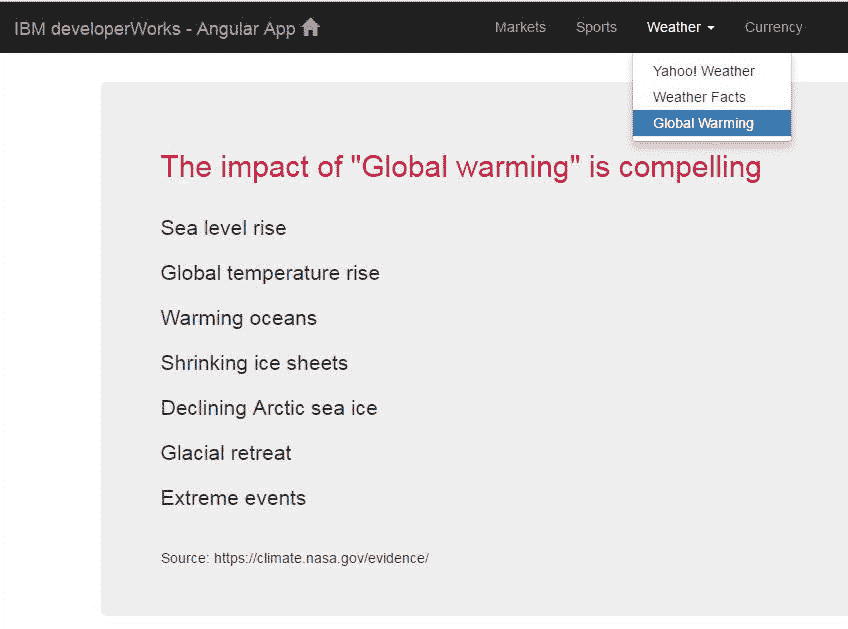 IBM developerWorks - Angular App
Markets
Sports
Weather
Currency
Yahoo! Weather
Weather Facts
Global Warming
The impact of "Global warming" is compelling
Sea level rise
Global temperature rise
Warming oceans
Shrinking ice sheets
Declining Arctic sea ice
Glacial retreat
Extreme events
Source: https://climate.nasa.gov/evidence/